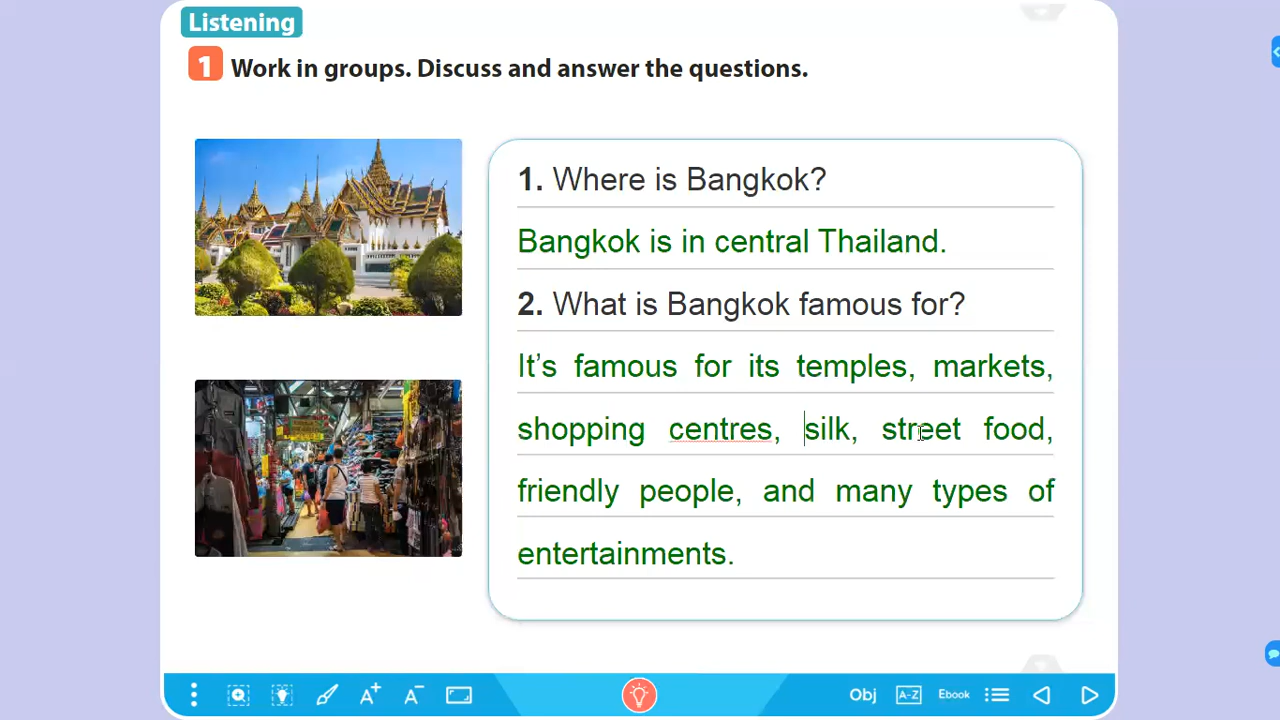 Listening
1 Work in groups. Discuss and answer the questions.
1. Where is Bangkok?
Bangkok is in central Thailand.
2. What is Bangkok famous for?
It’s famous for its temples, markets,
shopping centres, silk, street food,
friendly people, and many types of
entertainments.
A+ A- Obj A-Z Ebook